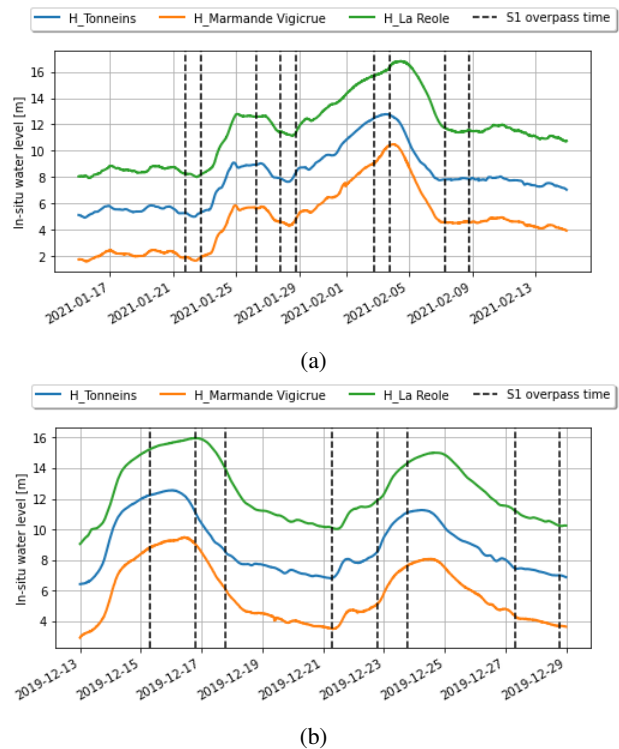 H_Tonneins H_Marmande Vigicrue H_La Reole S1 overpass time
In-situ water level [m]
16
14
12
10
8
6
4
2
2021-01-17 2021-01-21 2021-01-25 2021-01-29 2021-02-01 2021-02-05 2021-02-09 2021-02-13
(a)
H_Tonneins H_Marmande Vigicrue H_La Reole S1 overpass time
In-situ water level [m]
16
14
12
10
8
6
4
2019-12-13 2019-12-15 2019-12-17 2019-12-19 2019-12-21 2019-12-23 2019-12-25 2019-12-27 2019-12-29
(b)